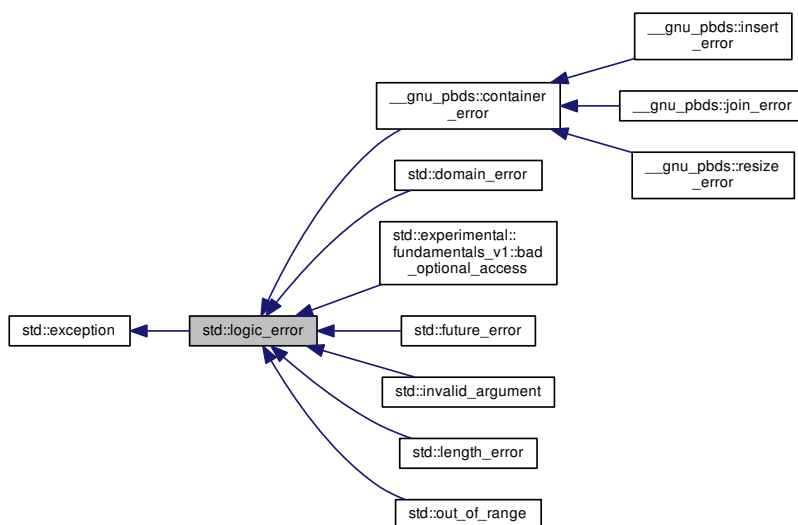 __gnu_pbds::insert
_error
__gnu_pbds::container
_error
__gnu_pbds::join_error
__gnu_pbds::resize
_error
std::domain_error
std::experimental::
fundamentals_v1::bad
_optional_access
std::exception
std::logic_error
std::future_error
std::invalid_argument
std::length_error
std::out_of_range